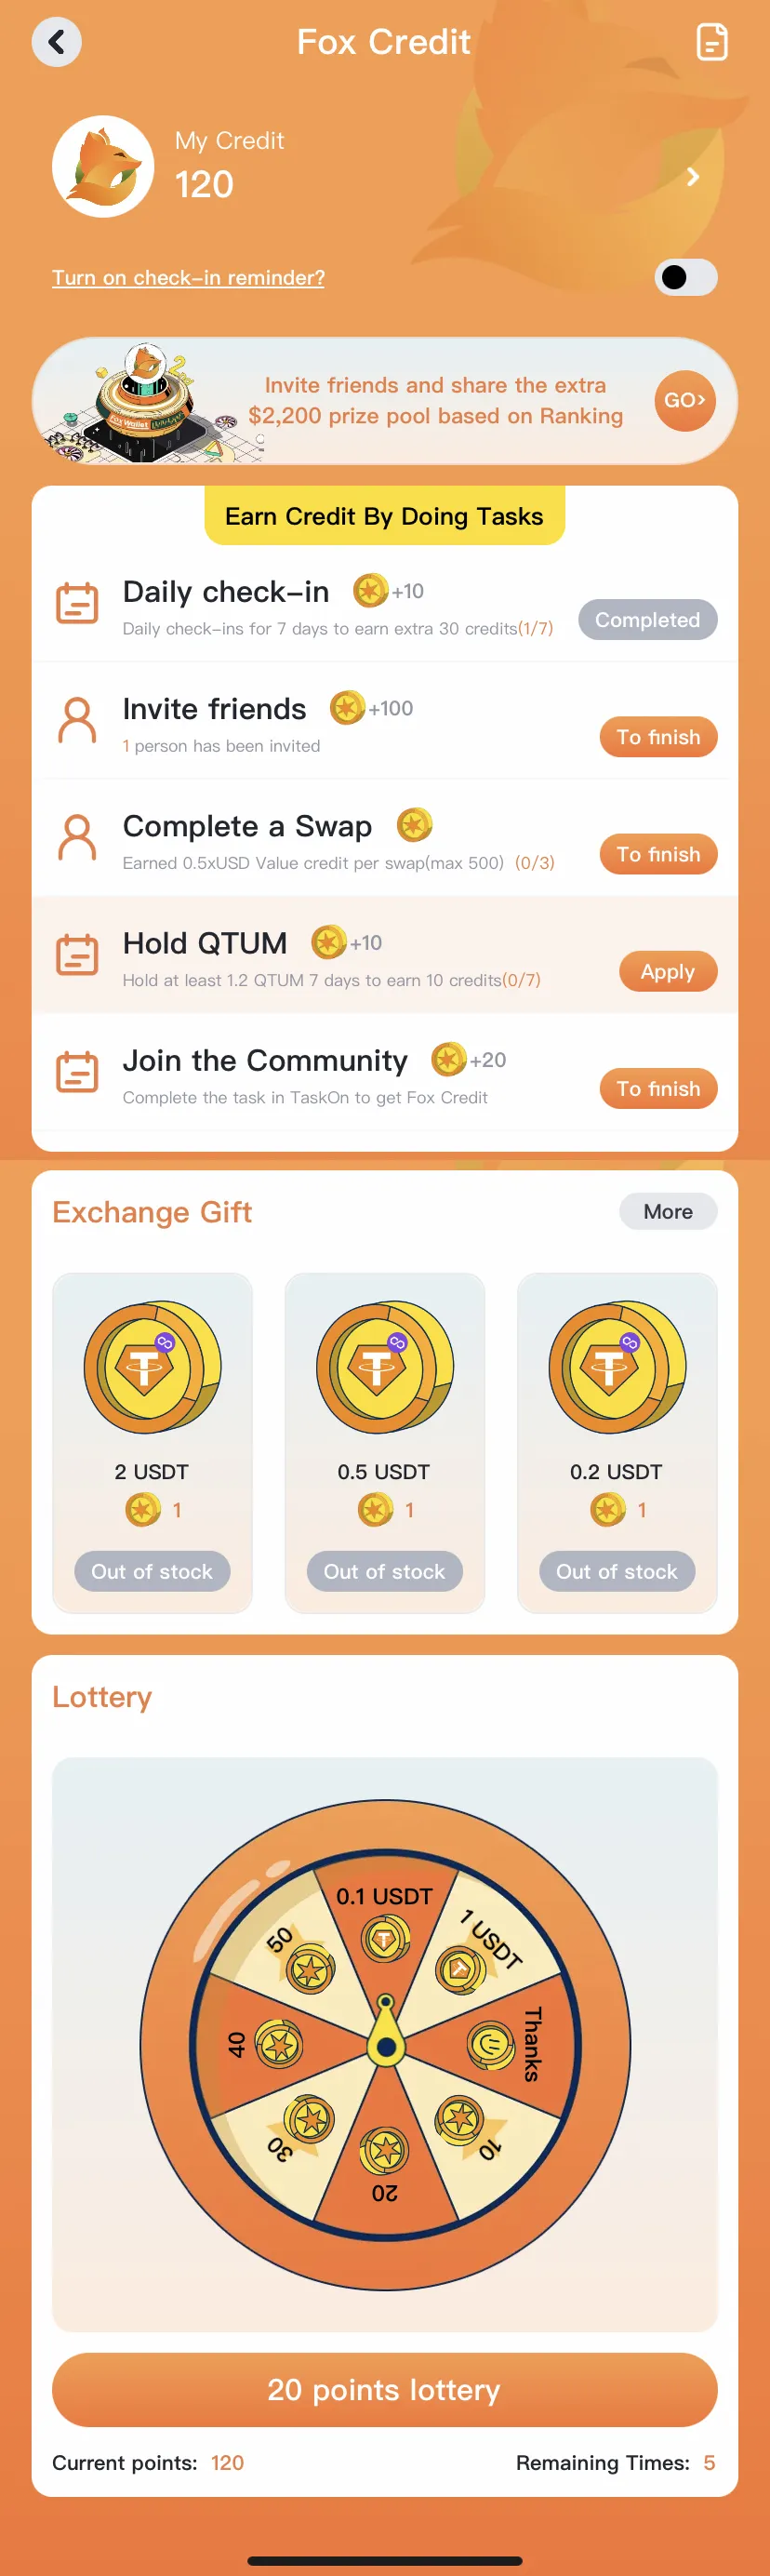 Fox Credit
My Credit
120
Turn on check-in reminder?
Fox Wallet
Invite friends and share the extra
$2,200 prize pool based on Ranking
GO>
Earn Credit By Doing Tasks
Daily check-in +10
Daily check-ins for 7 days to earn extra 30 credits(1/7)
Completed
Invite friends +100
1 person has been invited
To finish
Complete a Swap
Earned 0.5xUSD Value credit per swap(max 500) (0/3)
To finish
Hold QTUM +10
Hold at least 1.2 QTUM 7 days to earn 10 credits(0/7)
Apply
Join the Community +20
Complete the task in TaskOn to get Fox Credit
To finish
Exchange Gift
More
2 USDT
1
Out of stock
0.5 USDT
1
Out of stock
0.2 USDT
1
Out of stock
Lottery
0.1 USDT
1 USDT
Thanks
10
20
30
40
50
20 points lottery
Current points: 120
Remaining Times: 5